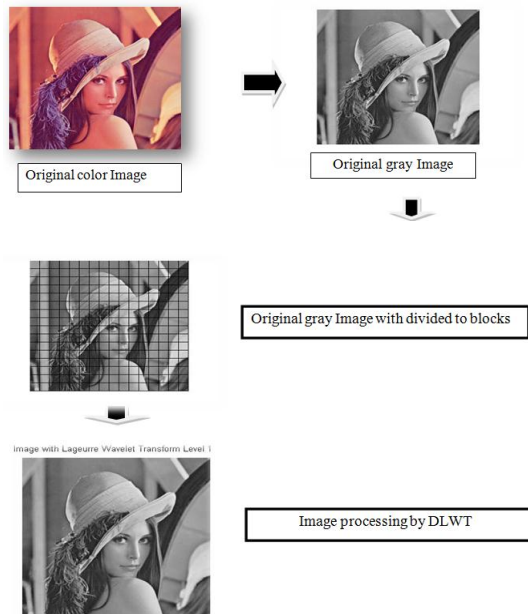 Original color Image
Original gray Image
Original gray Image with divided to blocks
image with Lageurre Wavelet Transform Level 1
Image processing by DLWT